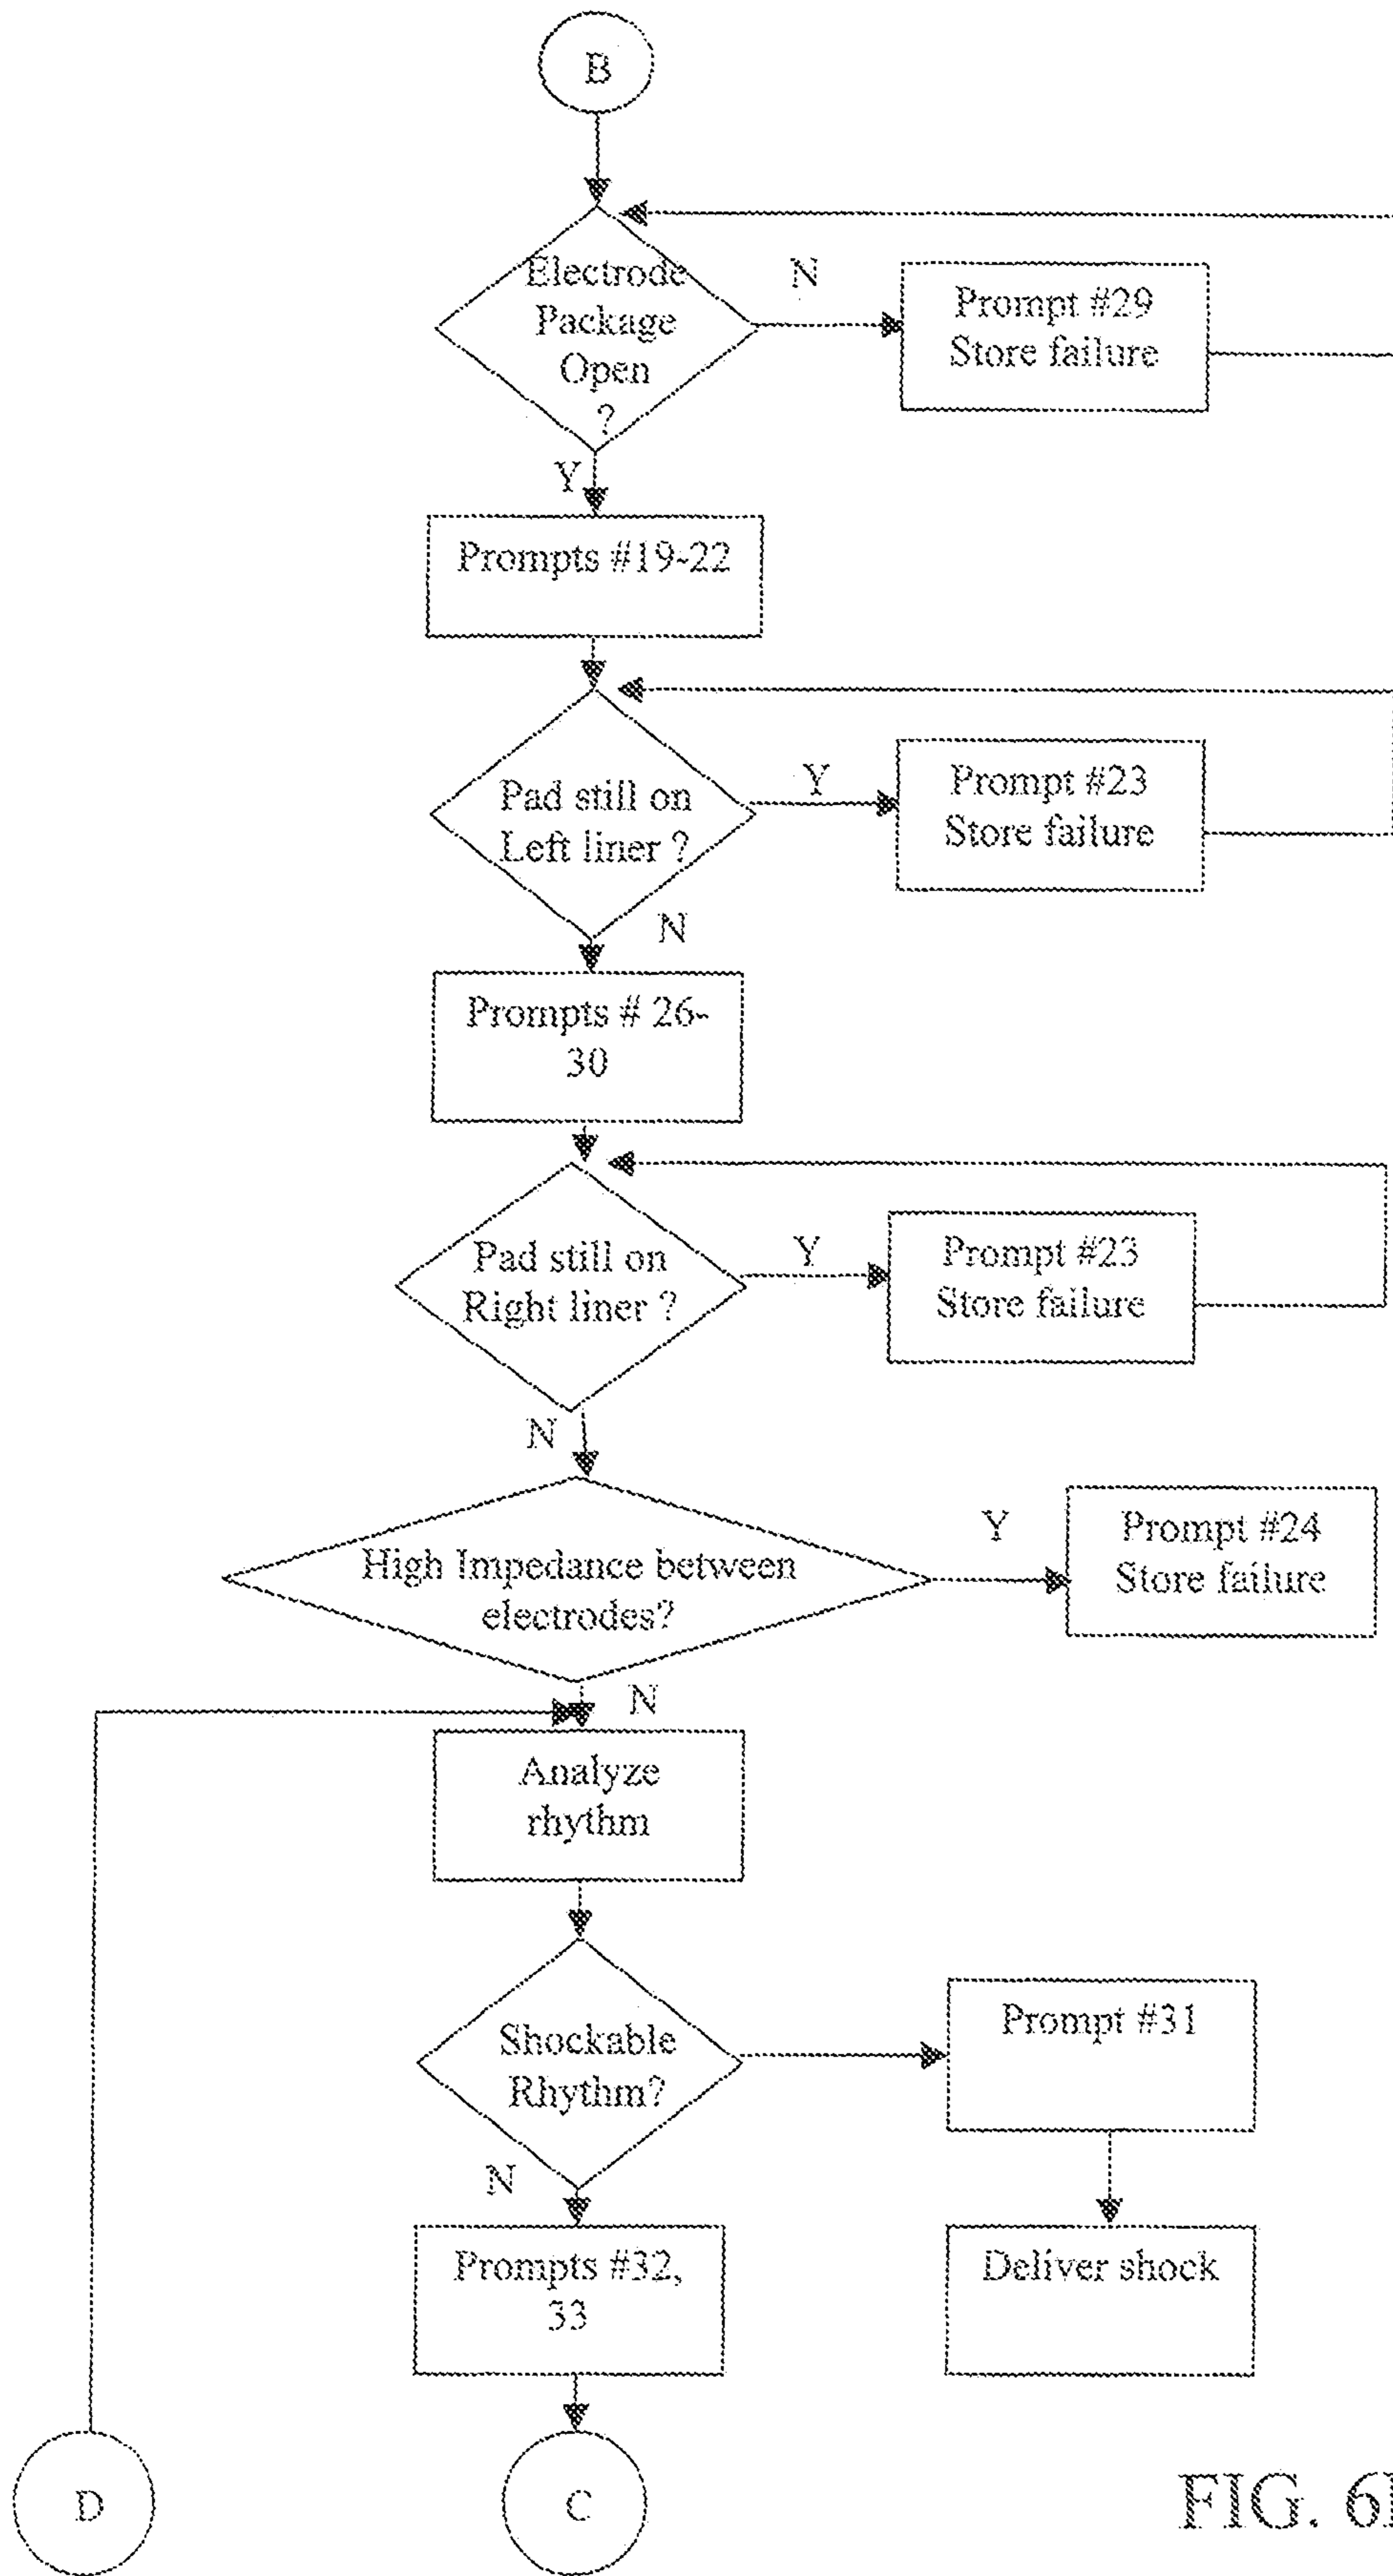 B
Electrode
Package
Open
?
N
Prompt #29
Store failure
Y
Prompts #19-22
Pad still on
Left liner ?
Y
Prompt #23
Store failure
N
Prompts # 26-
30
Pad still on
Right liner ?
Y
Prompt #23
Store failure
N
High Impedance between
electrodes?
Y
Prompt #24
Store failure
N
Analyze
rhythm
Shockable
Rhythm?
Prompt #31
N
Prompts #32,
33
Deliver shock
D
C
FIG.